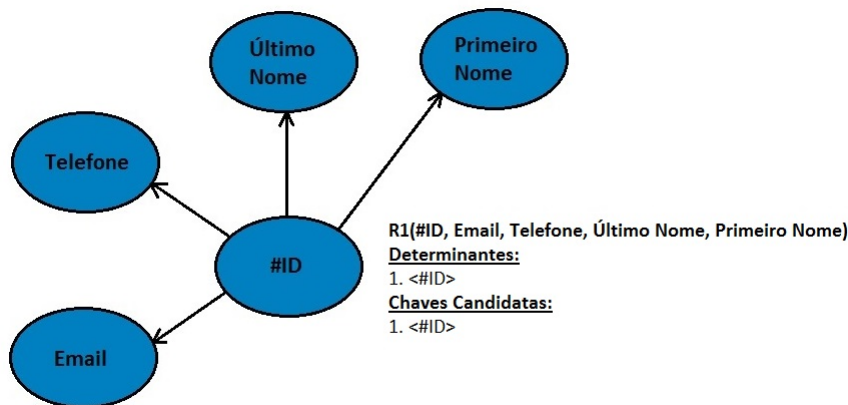 Último
Nome
Primeiro
Nome
Telefone
#ID
Email
R1(#ID, Email, Telefone, Último Nome, Primeiro Nome)
Determinantes:
1. <#ID>
Chaves Candidatas:
1. <#ID>